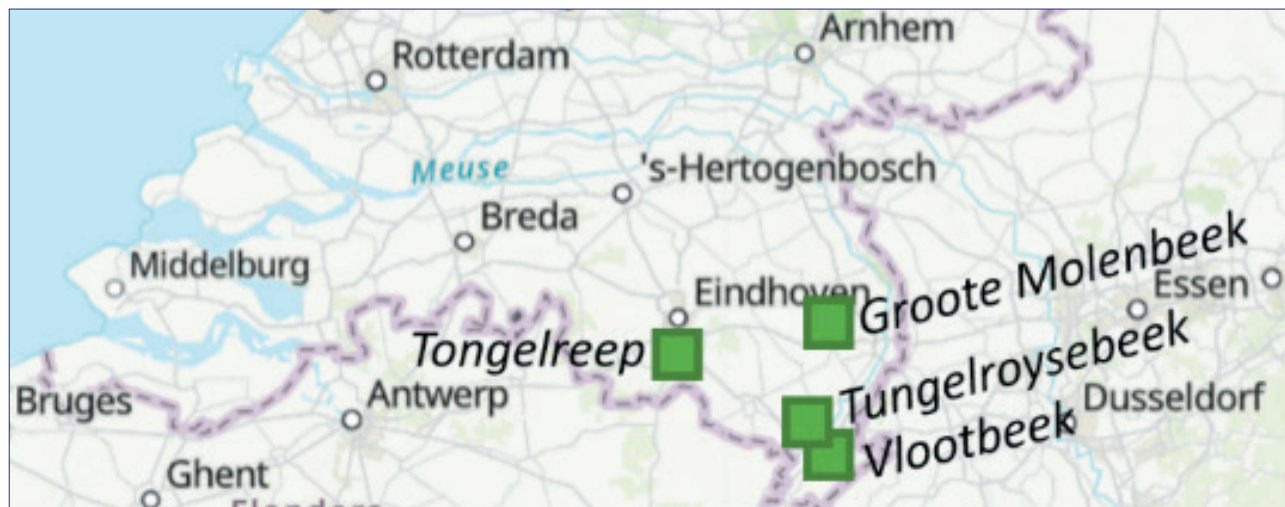 Arnhem
Rotterdam
Meuse
's-Hertogenbosch
Breda
Middelburg
Groote Molenbeek
Eindhoven
Essen
Tongelreep
Tungelroysebeek
Bruges
Antwerp
Dusseldorf
Vlootbeek
Ghent